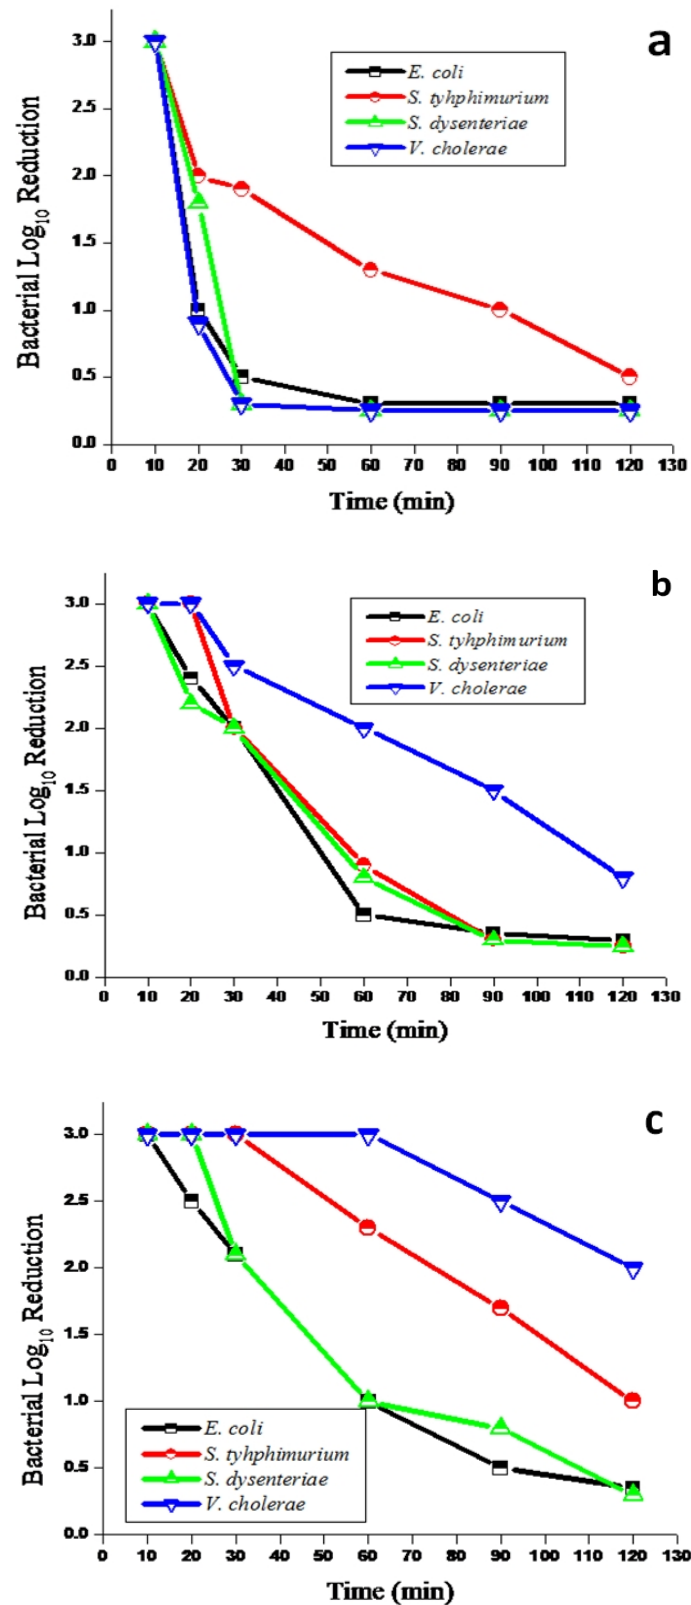 a
E. coli
S. tyhphimurium
S. dysenteriae
V. cholerae
Bacterial Log10 Reduction
3.0
2.5
2.0
1.5
1.0
0.5
0.0
0 10 20 30 40 50 60 70 80 90 100 110 120 130
Time (min)
b
E. coli
S. tyhphimurium
S. dysenteriae
V. cholerae
Bacterial Log10 Reduction
3.0
2.5
2.0
1.5
1.0
0.5
0.0
0 10 20 30 40 50 60 70 80 90 100 110 120 130
Time (min)
c
Bacterial Log10 Reduction
3.0
2.5
2.0
1.5
1.0
0.5
0.0
E. coli
S. tyhphimurium
S. dysenteriae
V. cholerae
0 10 20 30 40 50 60 70 80 90 100 110 120 130
Time (min)